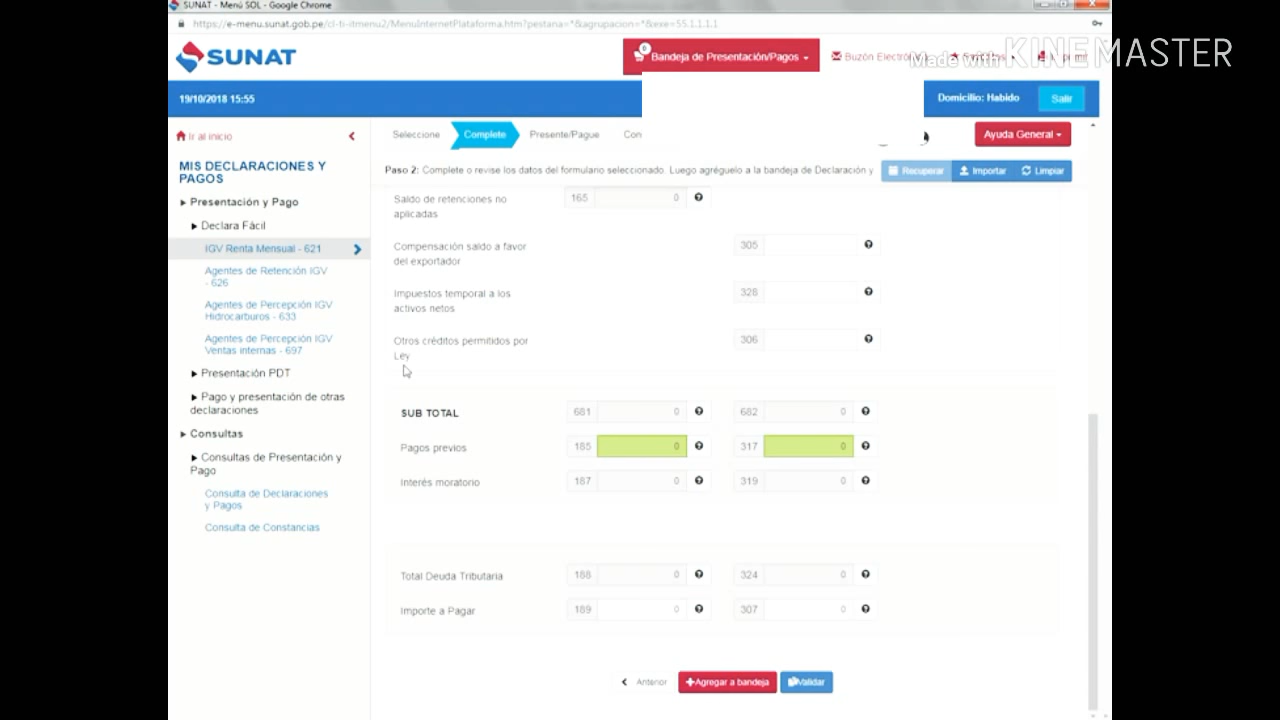 SUNAT - Menú SOL - Google Chrome
https://e-menu.sunat.gob.pe/cl-ti-itmenu2/MenuInternetPlataforma.htm?pestana=*&agrupacion=*&exe=55.1.1.1.1
SUNAT
0
Bandeja de Presentación/Pagos
Buzón
Made with KINEMASTER
19/10/2018 15:55
Domicilio: Habido
Salir
Ir al inicio
Seleccione
Complete
Presente/Pague
Con
Ayuda General
MIS DECLARACIONES Y
PAGOS
Paso 2: Complete o revise los datos del formulario seleccionado. Luego agréguelo a la bandeja de Declaración y
Recuperar
Importar
Limpiar
Presentación y Pago
Declara Fácil
IGV Renta Mensual - 621
Agentes de Retención IGV
- 626
Agentes de Percepción IGV
Hidrocarburos - 633
Agentes de Percepción IGV
Ventas internas - 697
Presentación PDT
Pago y presentación de otras
declaraciones
Consultas
Consultas de Presentación y
Pago
Consulta de Declaraciones
y Pagos
Consulta de Constancias
Saldo de retenciones no
aplicadas
165 0
Compensación saldo a favor
del exportador
305
Impuestos temporal a los
activos netos
328
Otros créditos permitidos por
Ley
306
SUB TOTAL 681 0 682 0
Pagos previos 185 0 317 0
Interés moratorio 187 0 319 0
Total Deuda Tributaria 188 0 324 0
Importe a Pagar 189 0 307 0
Anterior
Agregar a bandeja
Validar